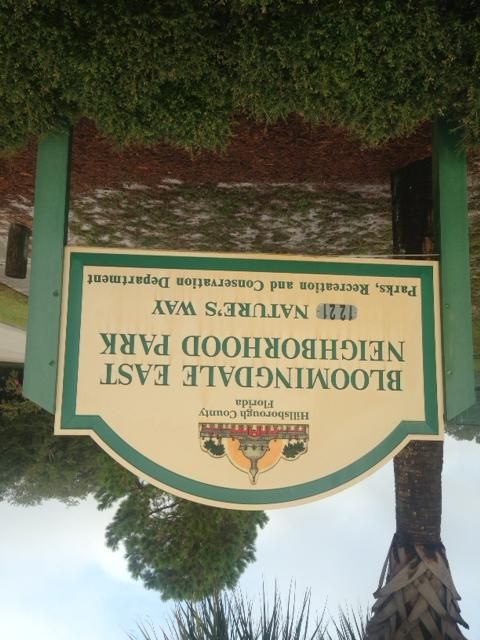 Hillsborough County
Florida
BLOOMINGDALE EAST
NEIGHBORHOOD PARK
1221 NATURE'S WAY
Parks, Recreation and Conservation Department